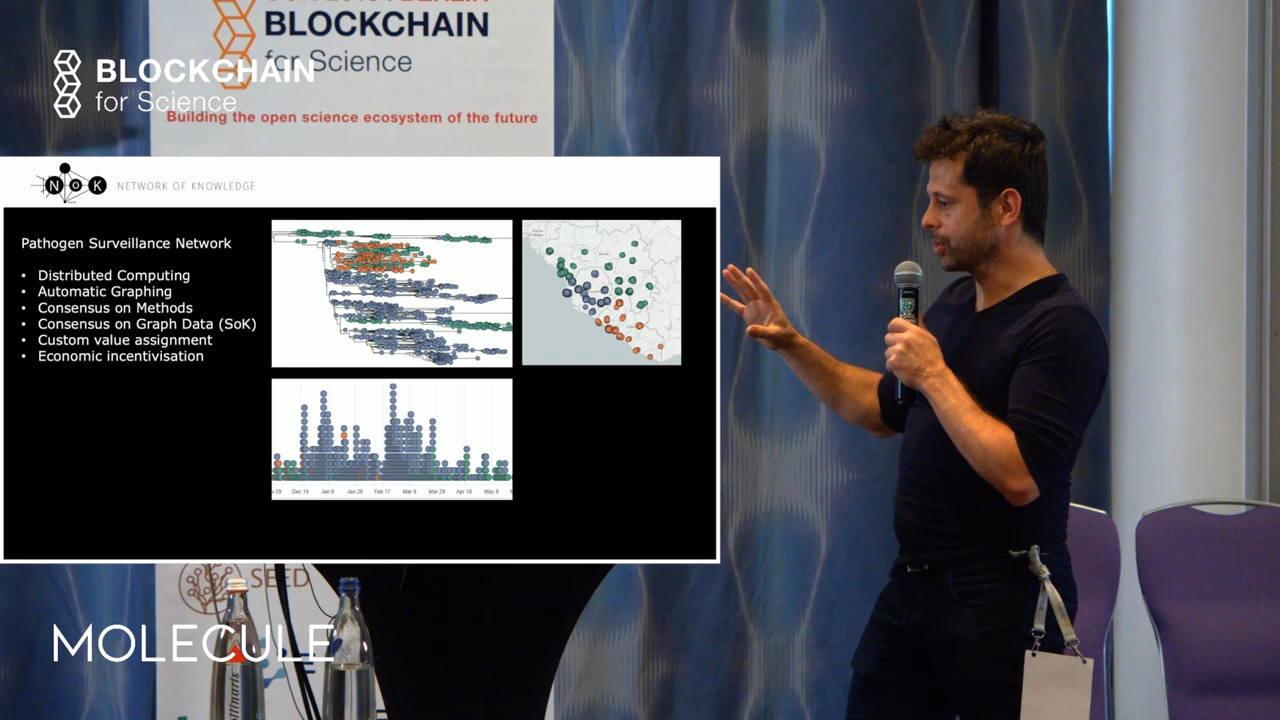 BLOCKCHAIN
for Science
Building the open science ecosystem of the future
BLOCKCHAIN
for Science
N O K NETWORK OF KNOWLEDGE
Pathogen Surveillance Network
• Distributed Computing
• Automatic Graphing
• Consensus on Methods
• Consensus on Graph Data (SoK)
• Custom value assignment
• Economic incentivisation
29 Dec 19 Jan 8 Jan 28 Feb 17 Mar 9 Mar 29 Apr 18 May 8
SEED
MOLECULE